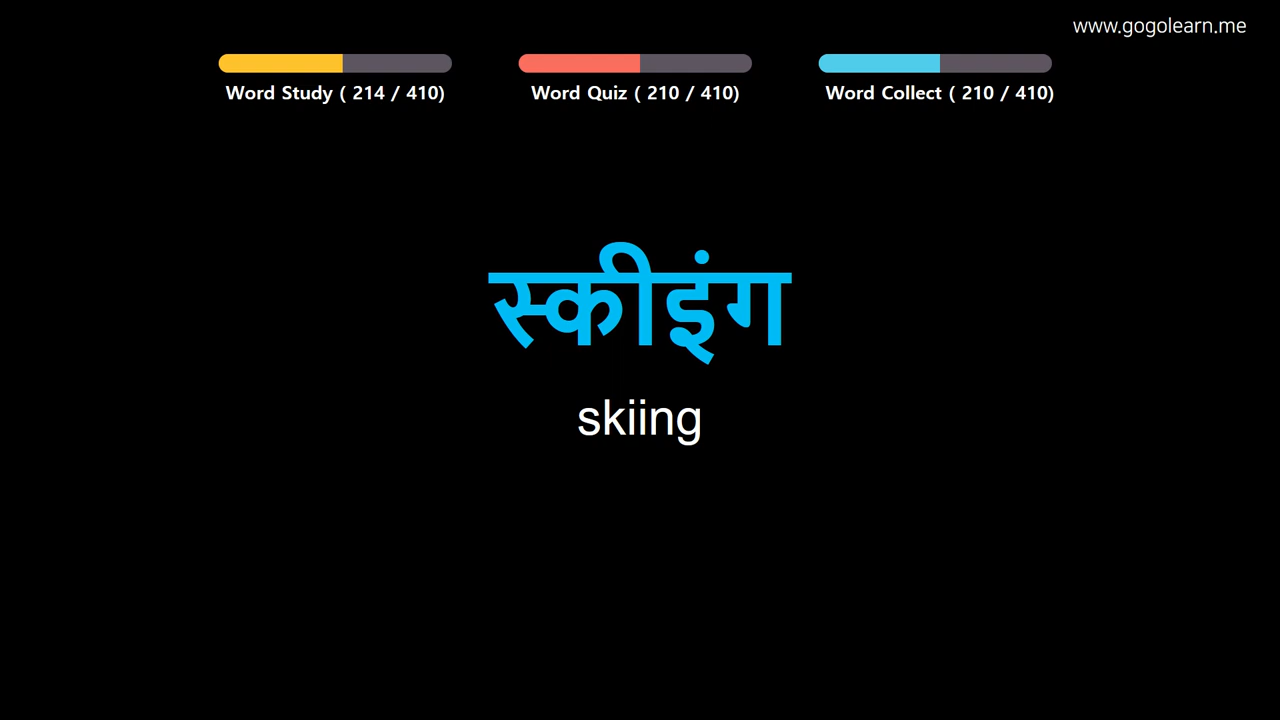 www.gogolearn.me
Word Study ( 214 / 410)
Word Quiz ( 210 / 410)
Word Collect ( 210 / 410)
स्कीइंग
skiing